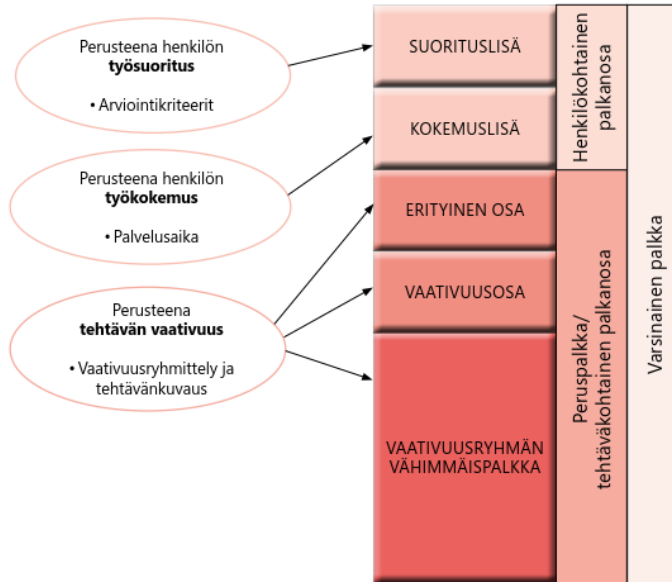 Perusteena henkilön
työsuoritus
• Arviointikriteerit
Perusteena henkilön
työkokemus
• Palvelusaika
Perusteena
tehtävän vaativuus
• Vaativuusryhmittely ja
tehtävänkuvaus
SUORITUSLISÄ
KOKEMUSLISÄ
ERITYINEN OSA
VAATIVUUSOSA
VAATIVUUSRYHMÄN
VÄHIMMÄISPALKKA
Henkilökohtainen
palkanosa
Peruspalkka/
tehtäväkohtainen palkanosa
Varsinainen palkka